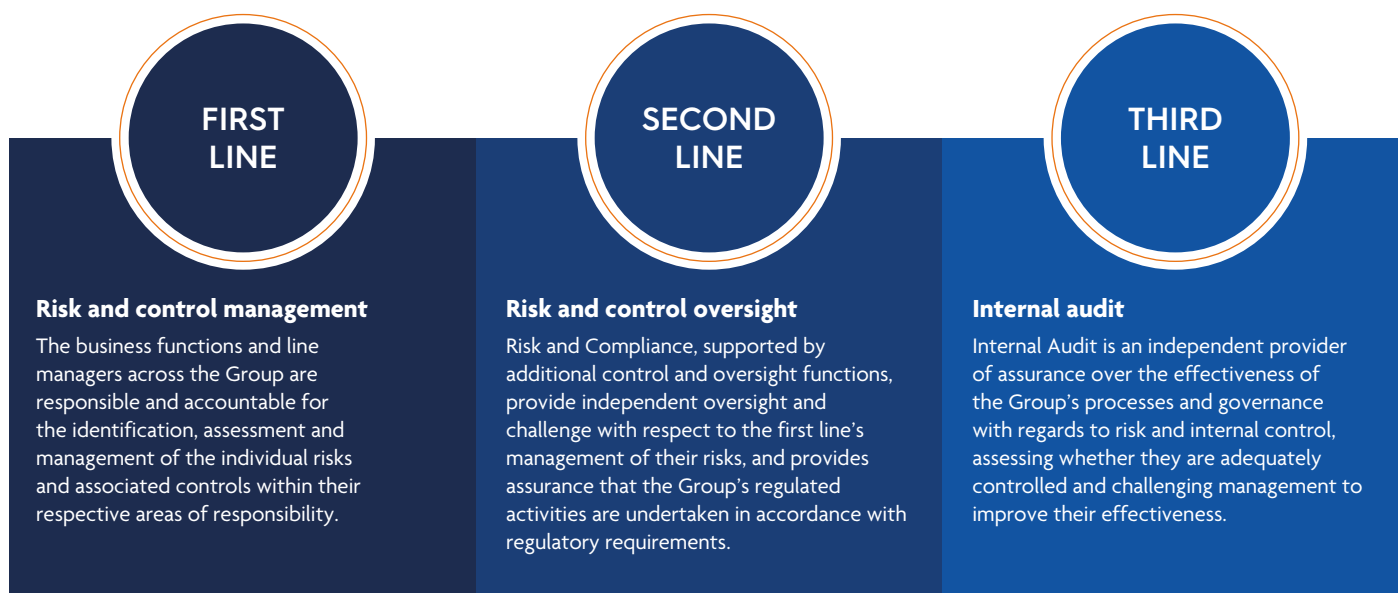 FIRST
LINE
Risk and control management
The business functions and line
managers across the Group are
responsible and accountable for
the identification, assessment and
management of the individual risks
and associated controls within their
respective areas of responsibility.
SECOND
LINE
Risk and control oversight
Risk and Compliance, supported by
additional control and oversight functions,
provide independent oversight and
challenge with respect to the first line’s
management of their risks, and provides
assurance that the Group’s regulated
activities are undertaken in accordance with
regulatory requirements.
THIRD
LINE
Internal audit
Internal Audit is an independent provider
of assurance over the effectiveness of
the Group’s processes and governance
with regards to risk and internal control,
assessing whether they are adequately
controlled and challenging management to
improve their effectiveness.